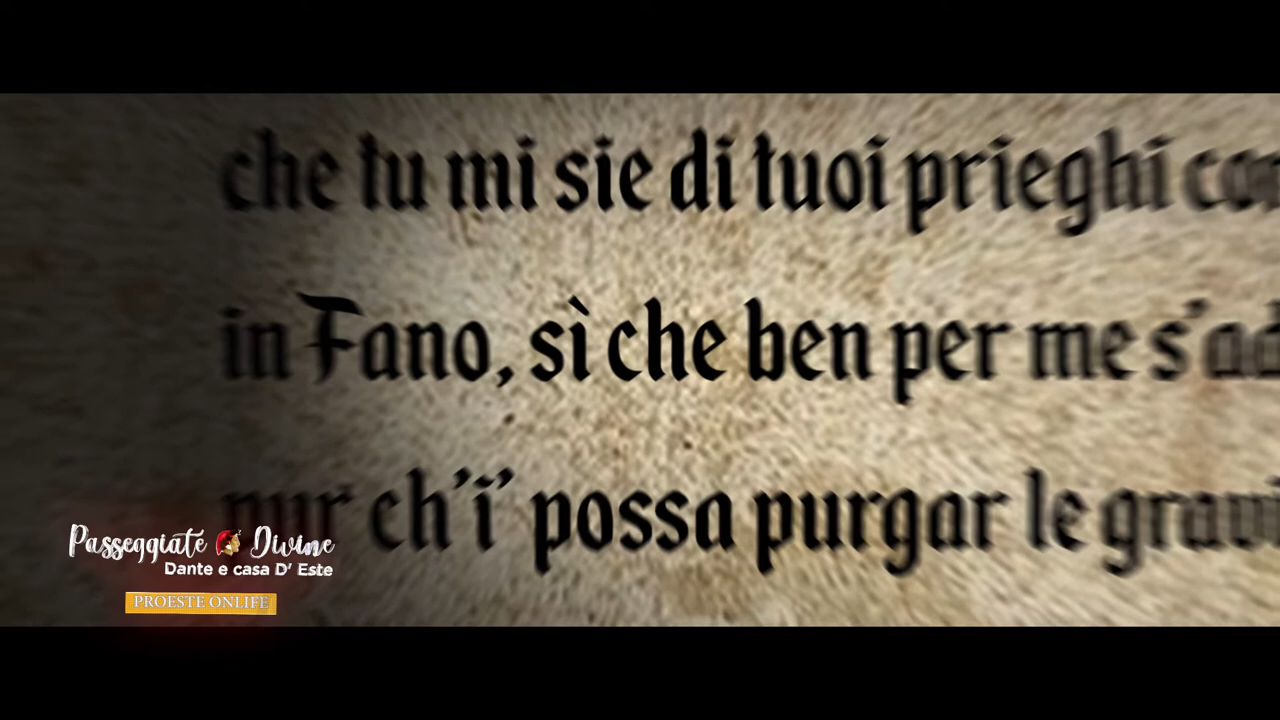 che tu mi sie di tuoi prieghi
in Fano, sì che ben per me
pur ch'i' possa purgar le
Passeggiate Divine
Dante e casa D' Este
PROESTE ONLIFE